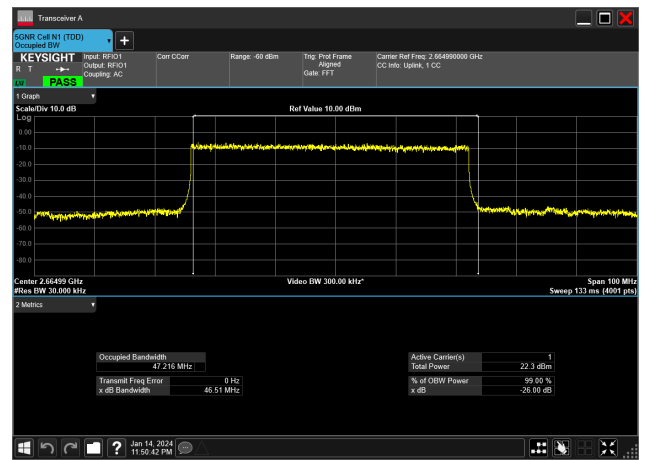 Transceiver A
5GNR Cell N1 (TDD)
Occupied BW
KEYSIGHT
R T
LW
PASS
Input: RFIO1
Output: RFIO1
Coupling: AC
Corr CCorr
Range: -60 dBm
Trig: Prot Frame
Aligned
Gate: FFT
Carrier Ref Freq: 2.664990000 GHz
CC Info: Uplink, 1 CC
1 Graph
Scale/Div 10.0 dB
Ref Value 10.00 dBm
Log
0.00
-10.0
-20.0
-30.0
-40.0
-50.0
-60.0
-70.0
-80.0
Center 2.66499 GHz
Video BW 300.00 kHz*
Span 100 MHz
#Res BW 30.000 kHz
Sweep 133 ms (4001 pts)
2 Metrics
Occupied Bandwidth
47.216 MHz
Transmit Freq Error 0 Hz
x dB Bandwidth 46.51 MHz
Active Carrier(s) 1
Total Power 22.3 dBm
% of OBW Power 99.00 %
x dB -26.00 dB
?
Jan 14, 2024
11:50:42 PM